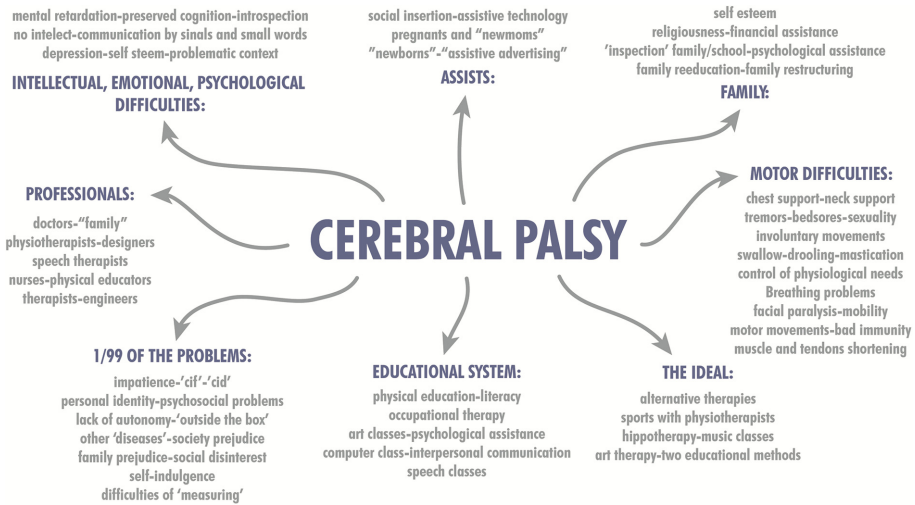 mental retardation-preserved cognition-introspection
no intelect-communication by sinals and small words
depression-self steem-problematic context
INTELLECTUAL, EMOTIONAL, PSYCHOLOGICAL
DIFFICULTIES:
social insertion-assistive technology
pregnants and "newmoms"
"newborns"-"assistive advertising"
ASSISTS:
self esteem
religiousness-financial assistance
'inspection' family/school-psychological assistance
family reeducation-family restructuring
FAMILY:
PROFESSIONALS:
doctors-"family"
physiotherapists-designers
speech therapists
nurses-physical educators
therapists-engineers
CEREBRAL PALSY
MOTOR DIFFICULTIES:
chest support-neck support
tremors-bedsores-sexuality
involuntary movements
swallow-drooling-mastication
control of physiological needs
Breathing problems
facial paralysis-mobility
motor movements-bad immunity
muscle and tendons shortening
1/99 OF THE PROBLEMS:
impatience-'cif'-'cid'
personal identity-psychosocial problems
lack of autonomy-'outside the box'
other 'diseases'-society prejudice
family prejudice-social disinterest
self-indulgence
difficulties of 'measuring'
EDUCATIONAL SYSTEM:
physical education-literacy
occupational therapy
art classes-psychological assistance
computer class-interpersonal communication
speech classes
THE IDEAL:
alternative therapies
sports with physiotherapists
hippotherapy-music classes
art therapy-two educational methods